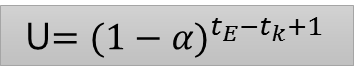 U= (1 − α)^{t_E−t_k+1}